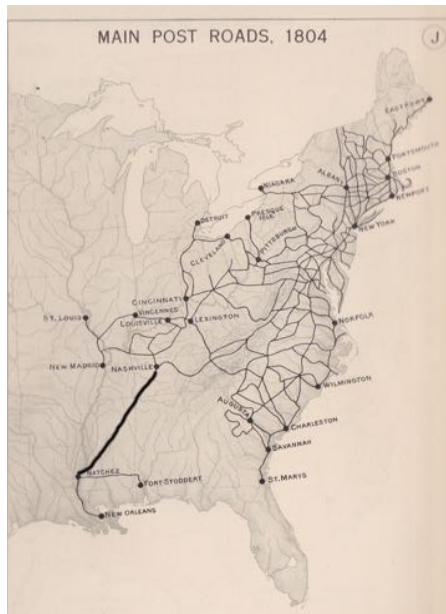 MAIN POST ROADS, 1804
J
EASTPORT
PORTSMOUTH
BOSTON
NEWPORT
ALBANY
NIAGARA
NEW YORK
DETROIT
PRESQUE
ISLE
CLEVELAND
PITTSBURGH
CINCINNATI
VINCENNES
LOUISVILLE
LEXINGTON
ST. LOUIS
NORFOLK
NEW MADRID
NASHVILLE
WILMINGTON
AUGUSTA
CHARLESTON
SAVANNAH
NATCHEZ
FORT STODDERT
ST. MARYS
NEW ORLEANS